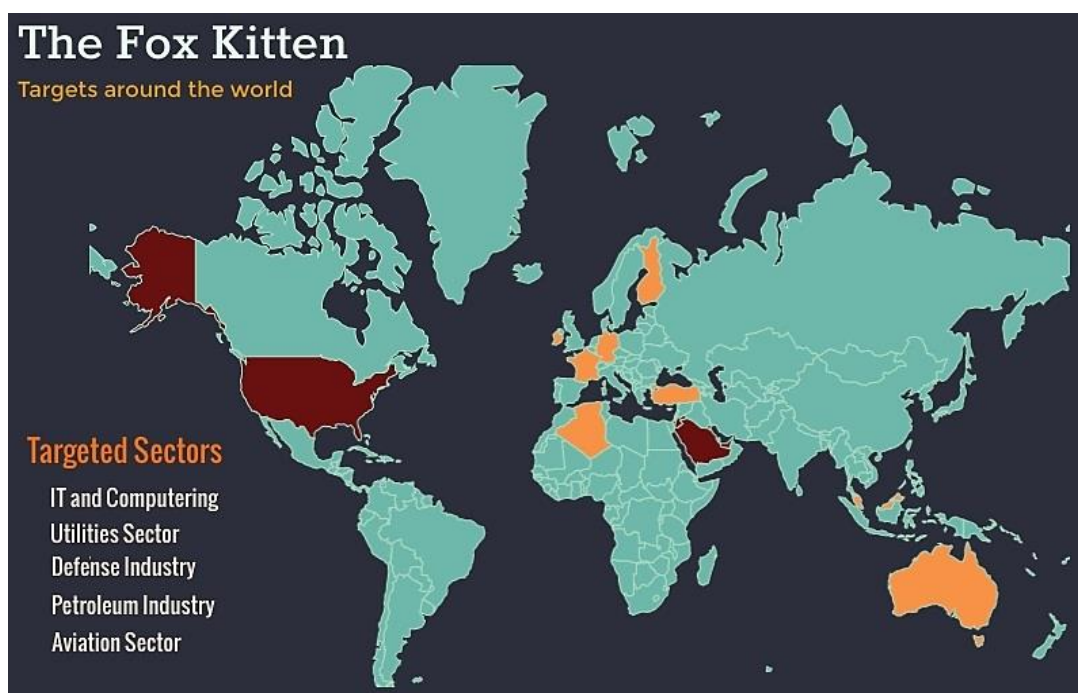 The Fox Kitten
Targets around the world
Targeted Sectors
IT and Computering
Utilities Sector
Defense Industry
Petroleum Industry
Aviation Sector